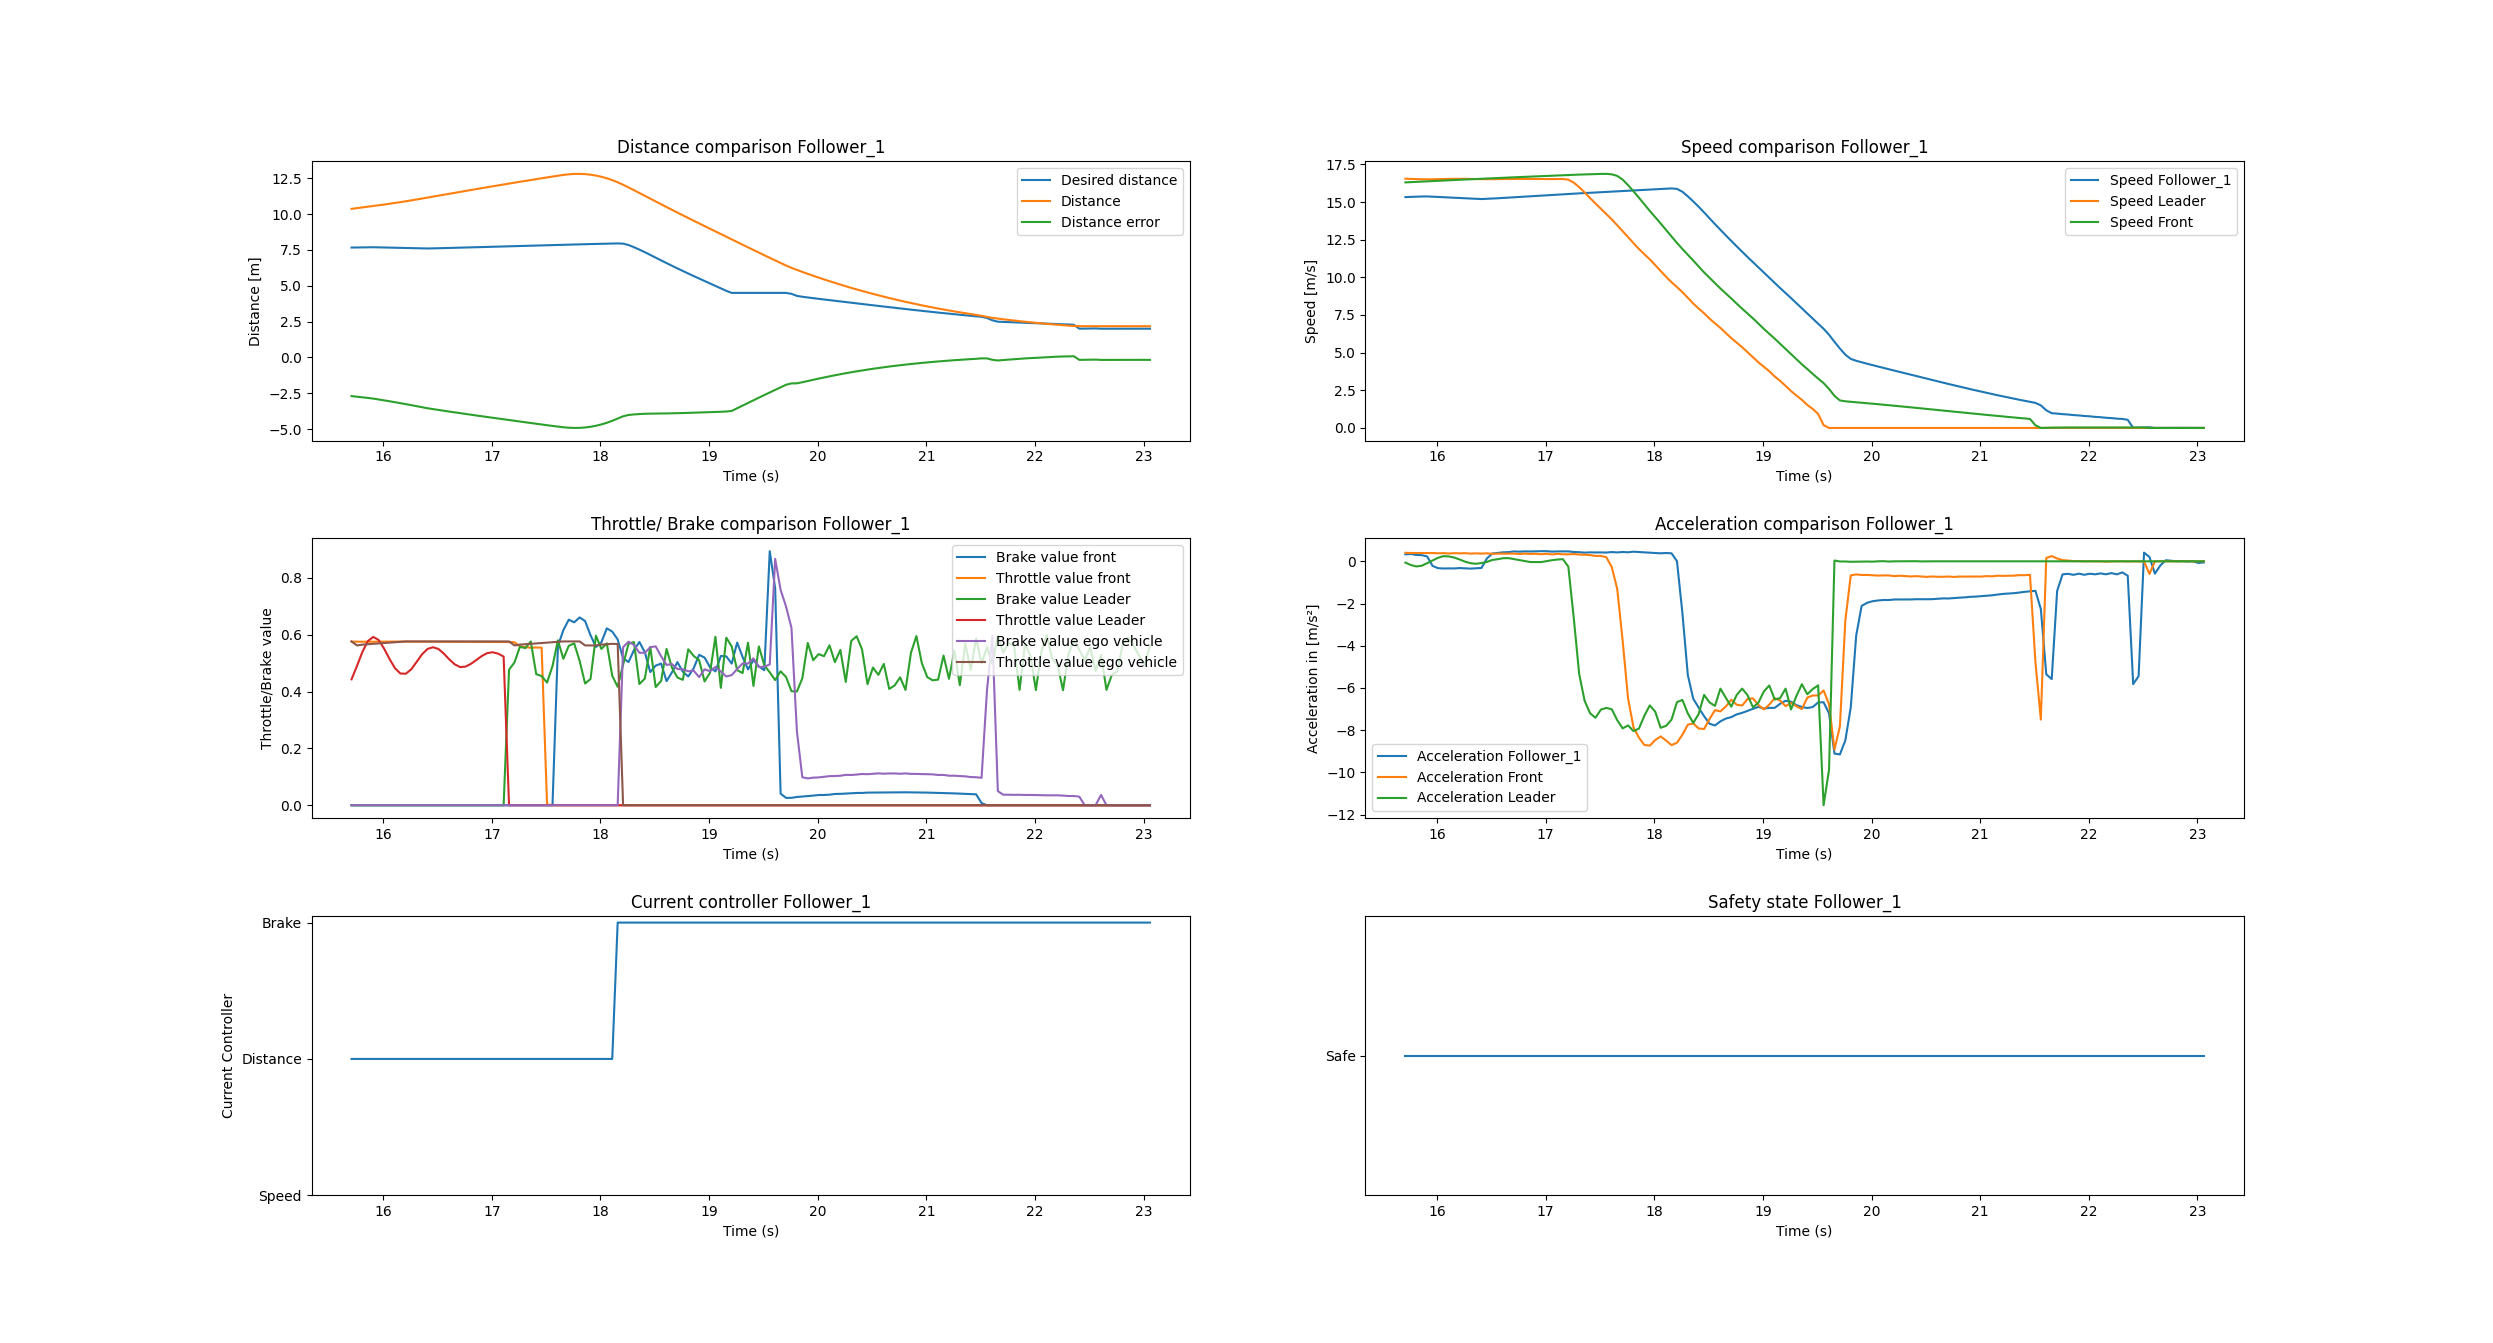 Distance comparison Follower_1
Distance [m]
12.5
10.0
7.5
5.0
2.5
0.0
−2.5
−5.0
Desired distance
Distance
Distance error
16 17 18 19 20 21 22 23
Time (s)
Speed comparison Follower_1
Speed [m/s]
17.5
15.0
12.5
10.0
7.5
5.0
2.5
0.0
Speed Follower_1
Speed Leader
Speed Front
16 17 18 19 20 21 22 23
Time (s)
Throttle/ Brake comparison Follower_1
Throttle/Brake value
0.8
0.6
0.4
0.2
0.0
Brake value front
Throttle value front
Brake value Leader
Throttle value Leader
Brake value ego vehicle
Throttle value ego vehicle
16 17 18 19 20 21 22 23
Time (s)
Acceleration comparison Follower_1
Acceleration in [m/s²]
0
−2
−4
−6
−8
−10
−12
Acceleration Follower_1
Acceleration Front
Acceleration Leader
16 17 18 19 20 21 22 23
Time (s)
Current controller Follower_1
Current Controller
Brake
Distance
Speed
16 17 18 19 20 21 22 23
Time (s)
Safety state Follower_1
Safe
16 17 18 19 20 21 22 23
Time (s)